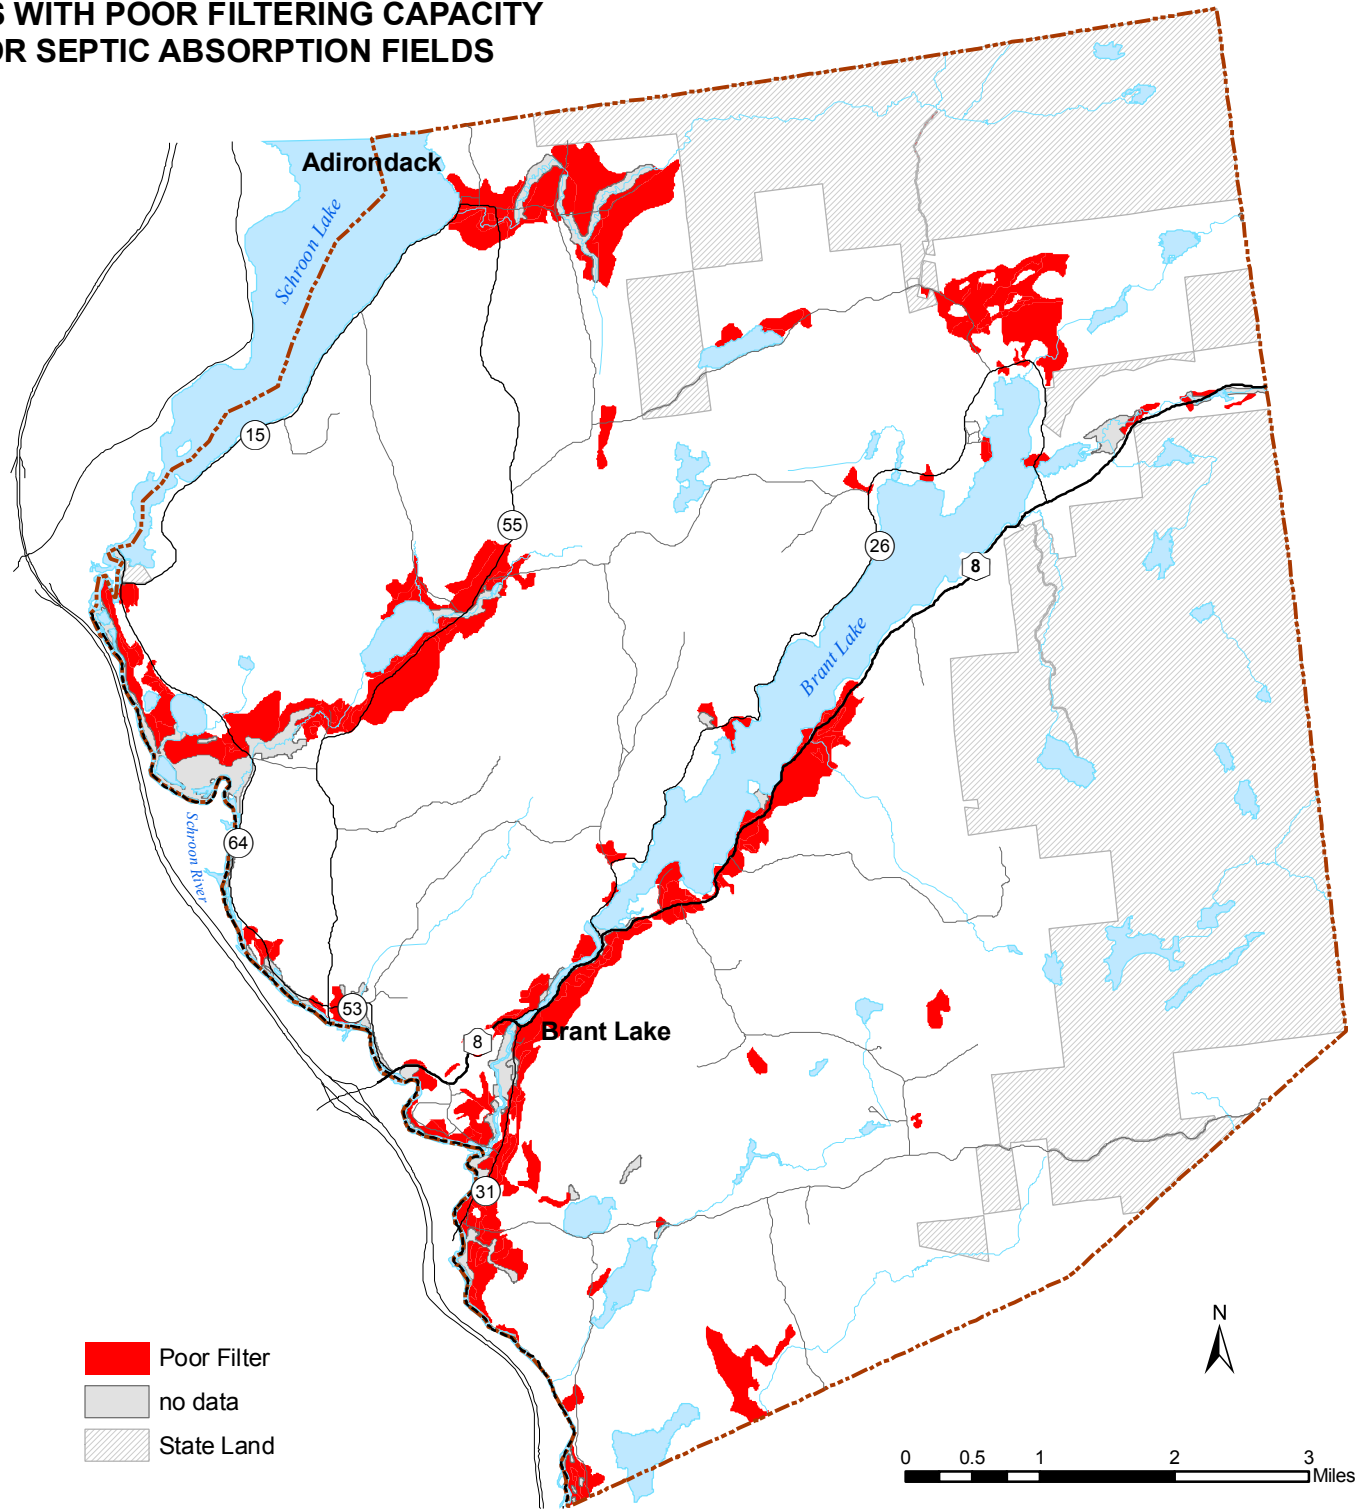 S WITH POOR FILTERING CAPACITY
OR SEPTIC ABSORPTION FIELDS
Adirondack
Schroon Lake
15
55
26
8
Brant Lake
Schroon River
64
53
8
Brant Lake
31
Poor Filter
no data
State Land
N
0 0.5 1 2 3
Miles